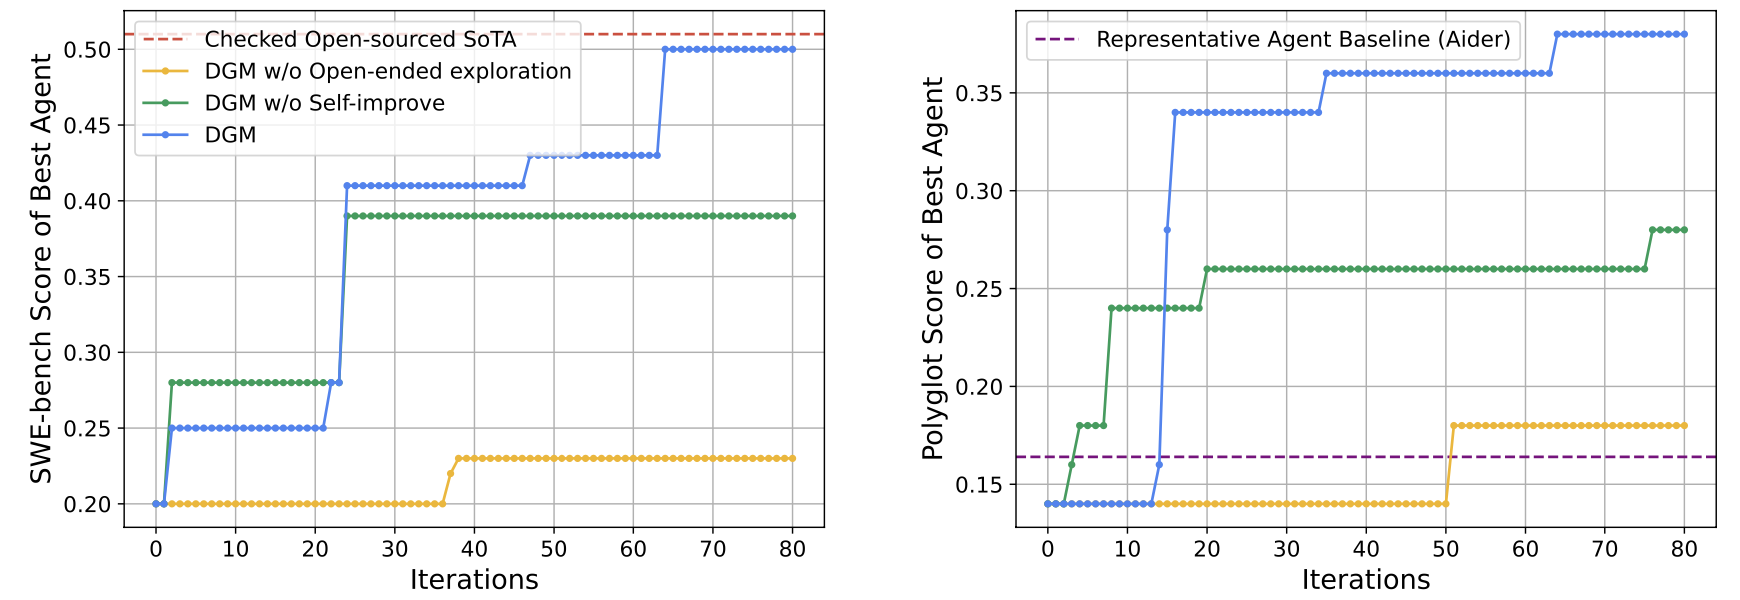 SWE-bench Score of Best Agent
0.50
0.45
0.40
0.35
0.30
0.25
0.20
Checked Open-sourced SoTA
DGM w/o Open-ended exploration
DGM w/o Self-improve
DGM
0 10 20 30 40 50 60 70 80
Iterations
Polyglot Score of Best Agent
0.35
0.30
0.25
0.20
0.15
Representative Agent Baseline (Aider)
0 10 20 30 40 50 60 70 80
Iterations